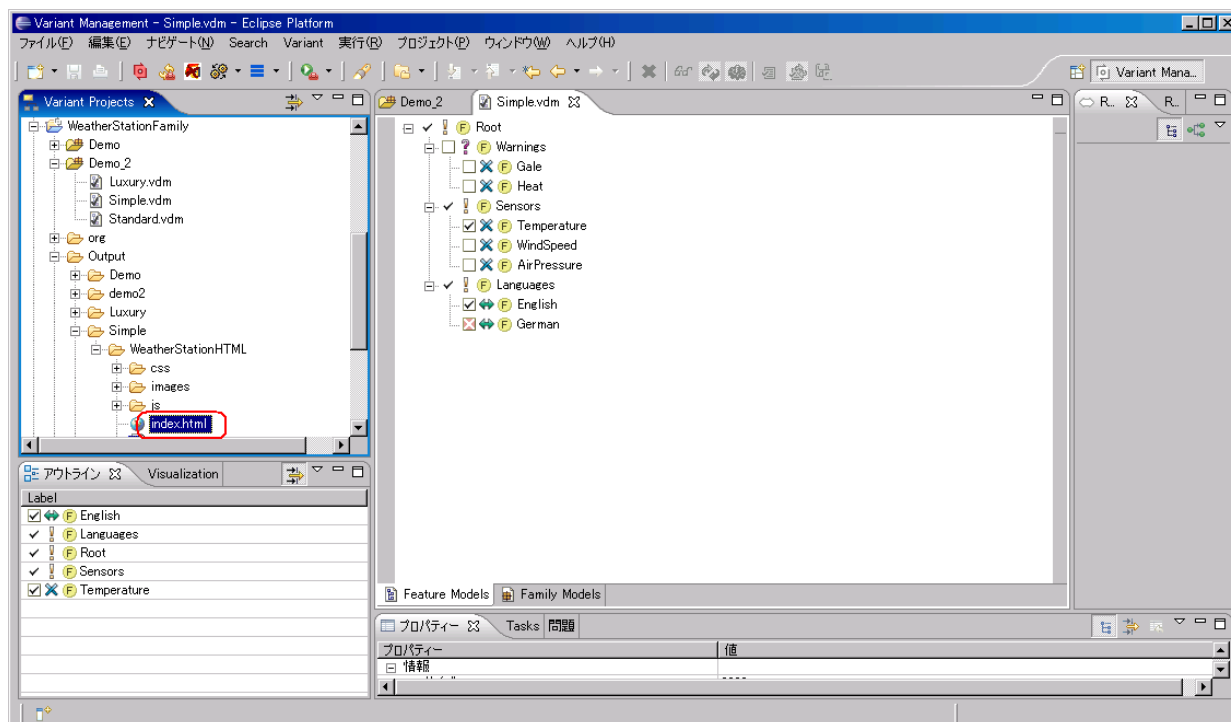 Variant Management - Simple.vdm - Eclipse Platform
ファイル(F) 編集(E) ナビゲート(N) Search Variant 実行(R) プロジェクト(P) ウィンドウ(W) ヘルプ(H)
Variant Mana...
Variant Projects
WeatherStationFamily
Demo
Demo_2
Luxury.vdm
Simple.vdm
Standard.vdm
org
Output
Demo
demo2
Luxury
Simple
WeatherStationHTML
css
images
js
index.html
アウトライン Visualization
Label
English
Languages
Root
Sensors
Temperature
Demo_2 Simple.vdm
Root
Warnings
Gale
Heat
Sensors
Temperature
WindSpeed
AirPressure
Languages
English
German
Feature Models Family Models
R... R...
プロパティー Tasks 問題
プロパティー 値
情報